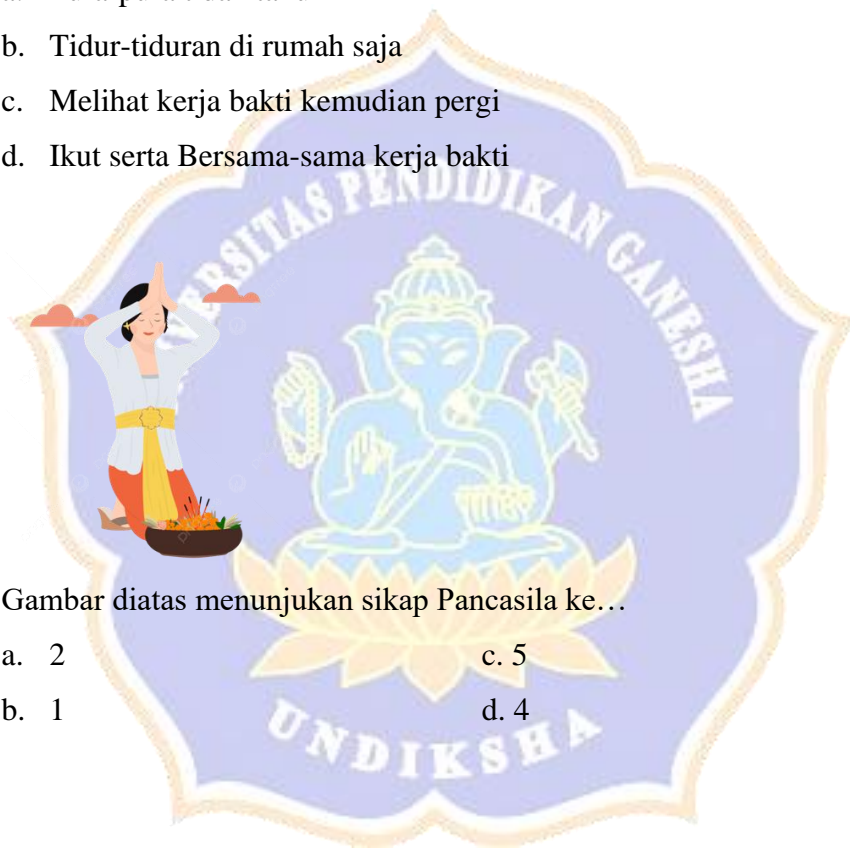 b. Tidur-tiduran di rumah saja
c. Melihat kerja bakti kemudian pergi
d. Ikut serta Bersama-sama kerja bakti
PENDIDIKAN GANESHA
Gambar diatas menunjukan sikap Pancasila ke…
a. 2 c. 5
b. 1 d. 4
UNDIKSHA